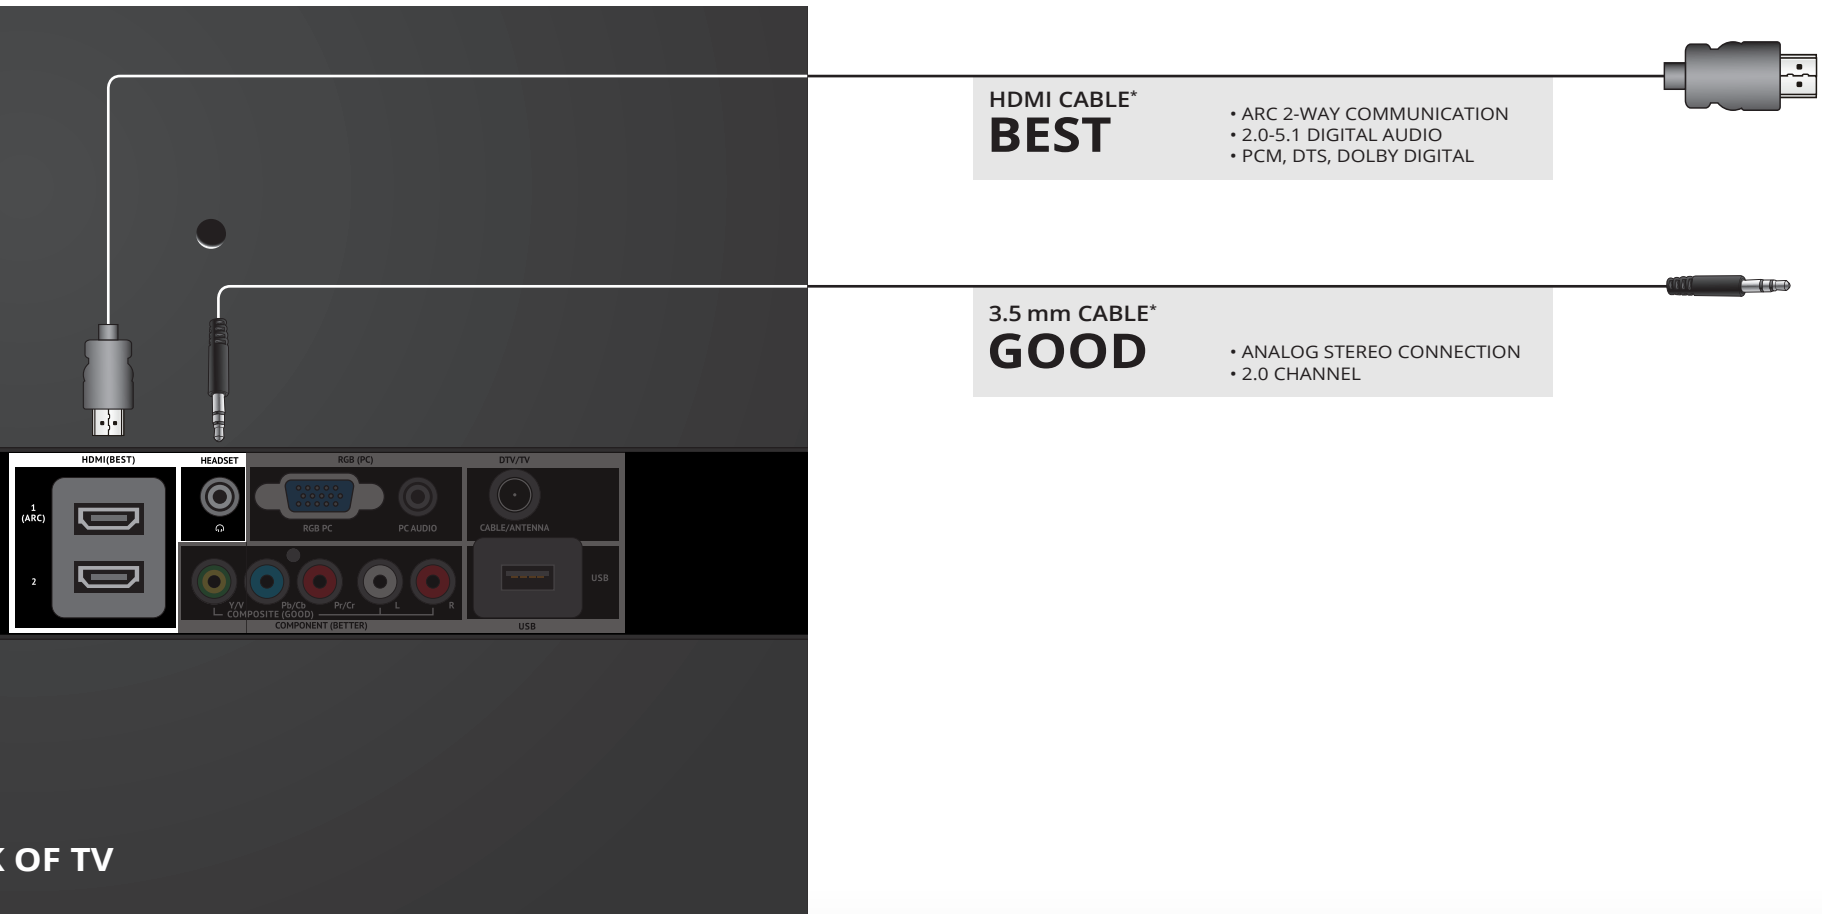 HDMI CABLE*
BEST
• ARC 2-WAY COMMUNICATION
• 2.0-5.1 DIGITAL AUDIO
• PCM, DTS, DOLBY DIGITAL
3.5 mm CABLE*
GOOD
• ANALOG STEREO CONNECTION
• 2.0 CHANNEL
HDMI(BEST)
1
(ARC)
2
HEADSET
RGB (PC)
RGB PC
PC AUDIO
DTV/TV
CABLE/ANTENNA
Y/V
Pb/Cb
Pr/Cr
L
R
COMPOSITE (GOOD)
COMPONENT (BETTER)
USB
USB
OF TV